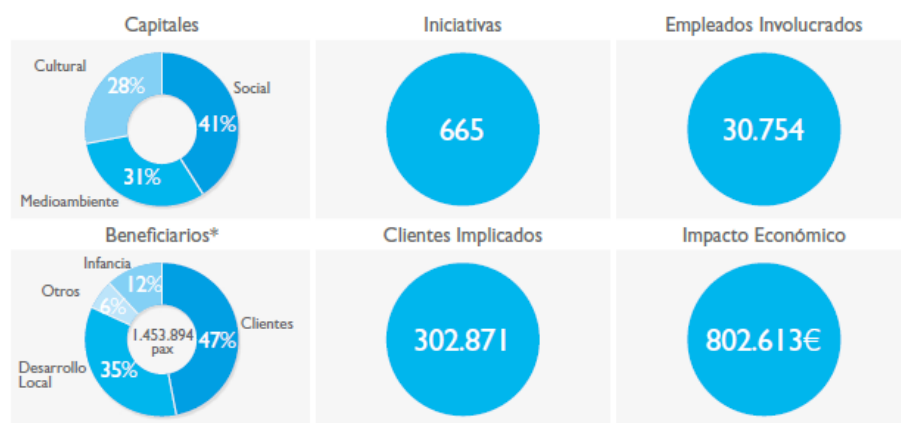 Capitales
Cultural
28%
Social
41%
31%
Medioambiente
Iniciativas
665
Empleados Involucrados
30.754
Beneficiarios*
Infancia
12%
Otros
6%
Clientes
1.453.894
pax
47%
Desarrollo
Local
35%
Clientes Implicados
302.871
Impacto Económico
802.613€